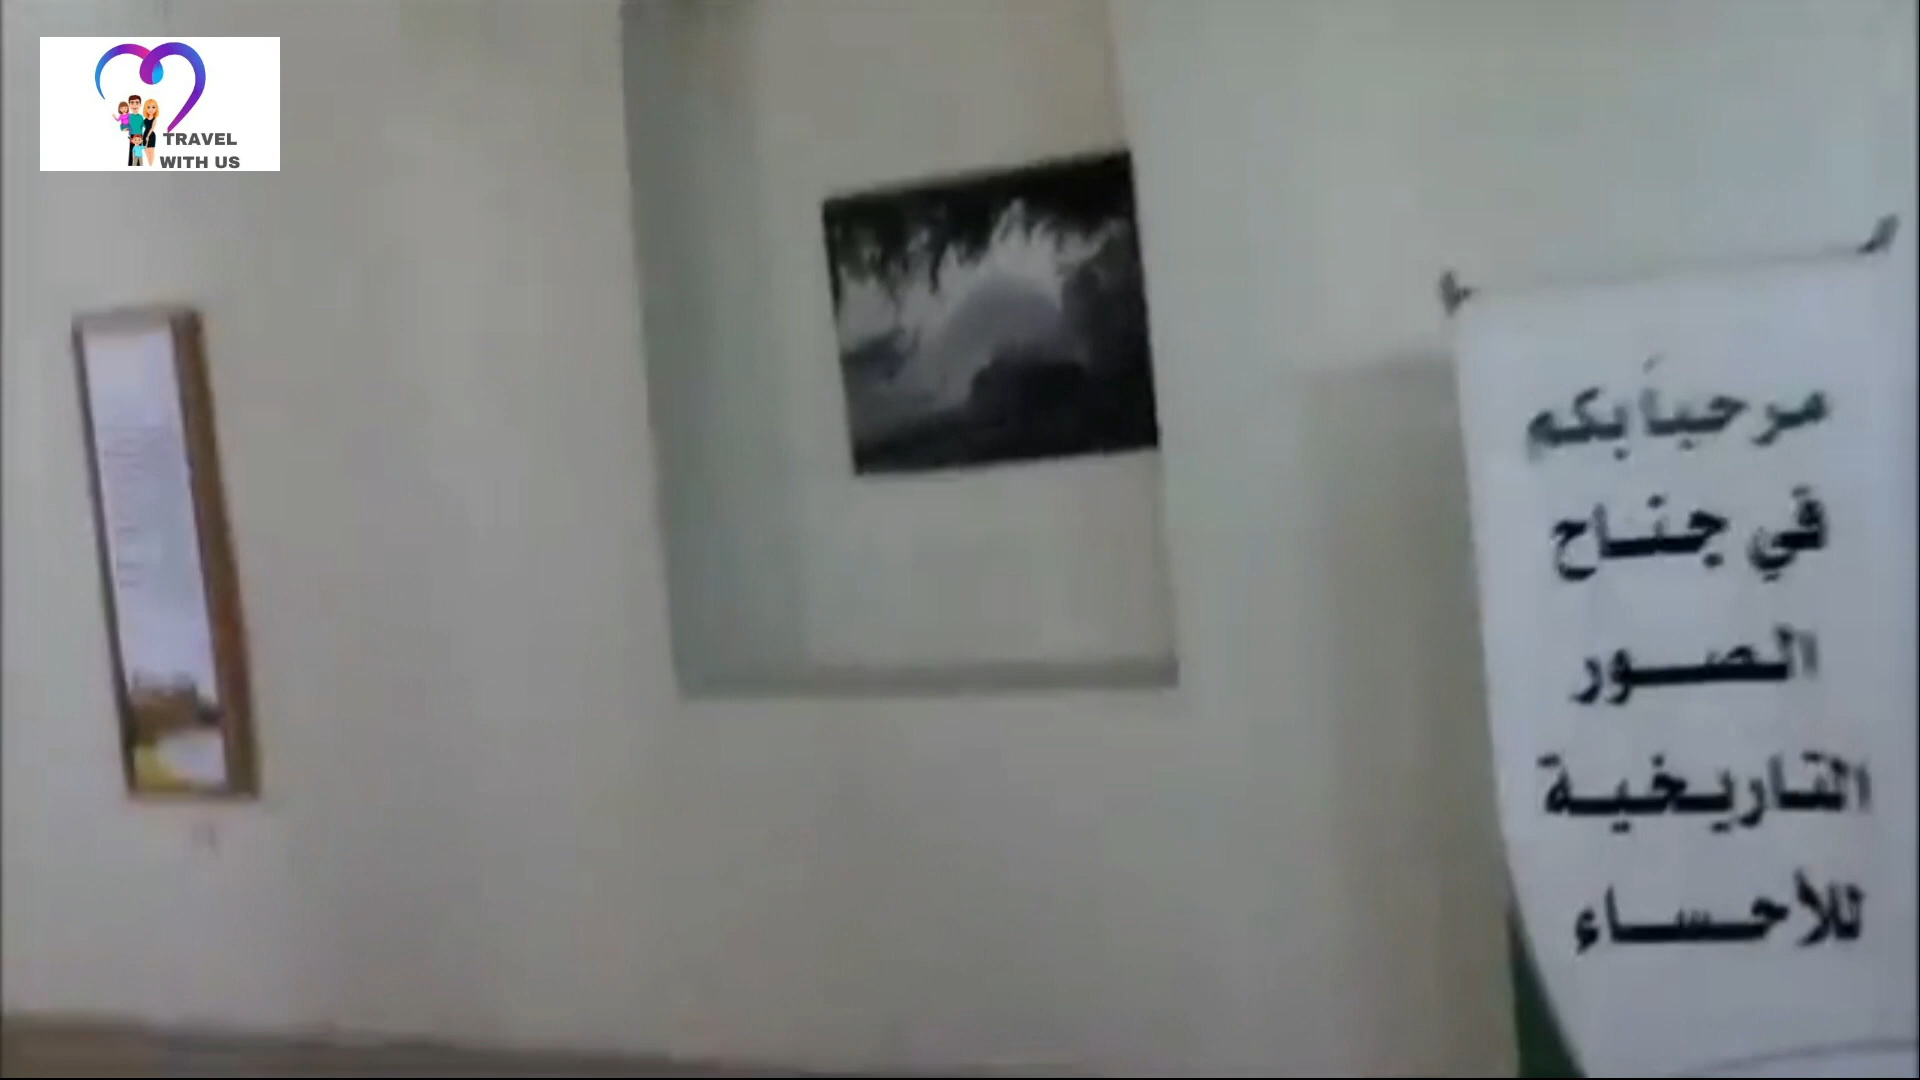 TRAVEL
WITH US
مرحباً بكم
في جناح
الصور
التاريخية
للأحساء